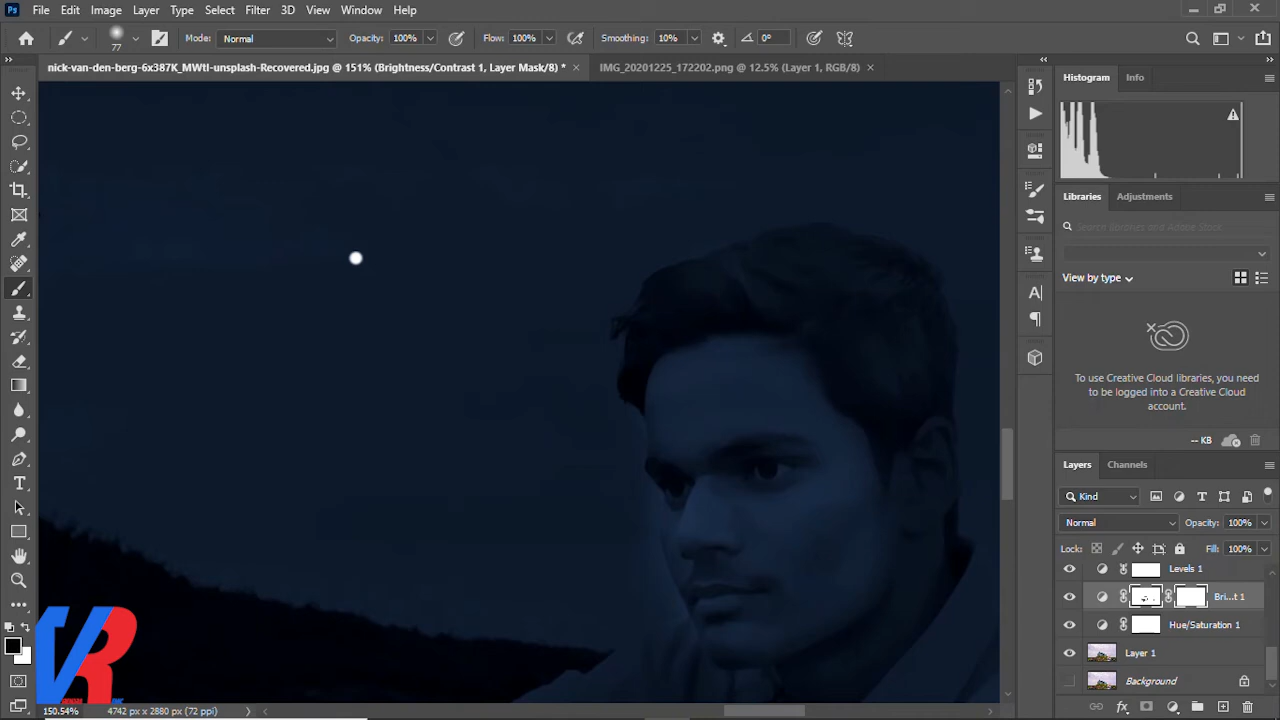 Ps File Edit Image Layer Type Select Filter 3D View Window Help
77 Mode: Normal Opacity: 100% Flow: 100% Smoothing: 10% 0°
nick-van-den-berg-6x387K_MWtI-unsplash-Recovered.jpg @ 151% (Brightness/Contrast 1, Layer Mask/8) * × IMG_20201225_172202.png @ 12.5% (Layer 1, RGB/8) ×
Histogram Info
Libraries Adjustments
Search libraries and Adobe Stock
View by type
To use Creative Cloud libraries, you need
to be logged into a Creative Cloud
account.
-- KB
Layers Channels
Kind
Normal Opacity: 100%
Lock: Fill: 100%
Levels 1
Bri...t 1
Hue/Saturation 1
Layer 1
Background
VR
150.54% 4742 px x 2880 px (72 ppi)